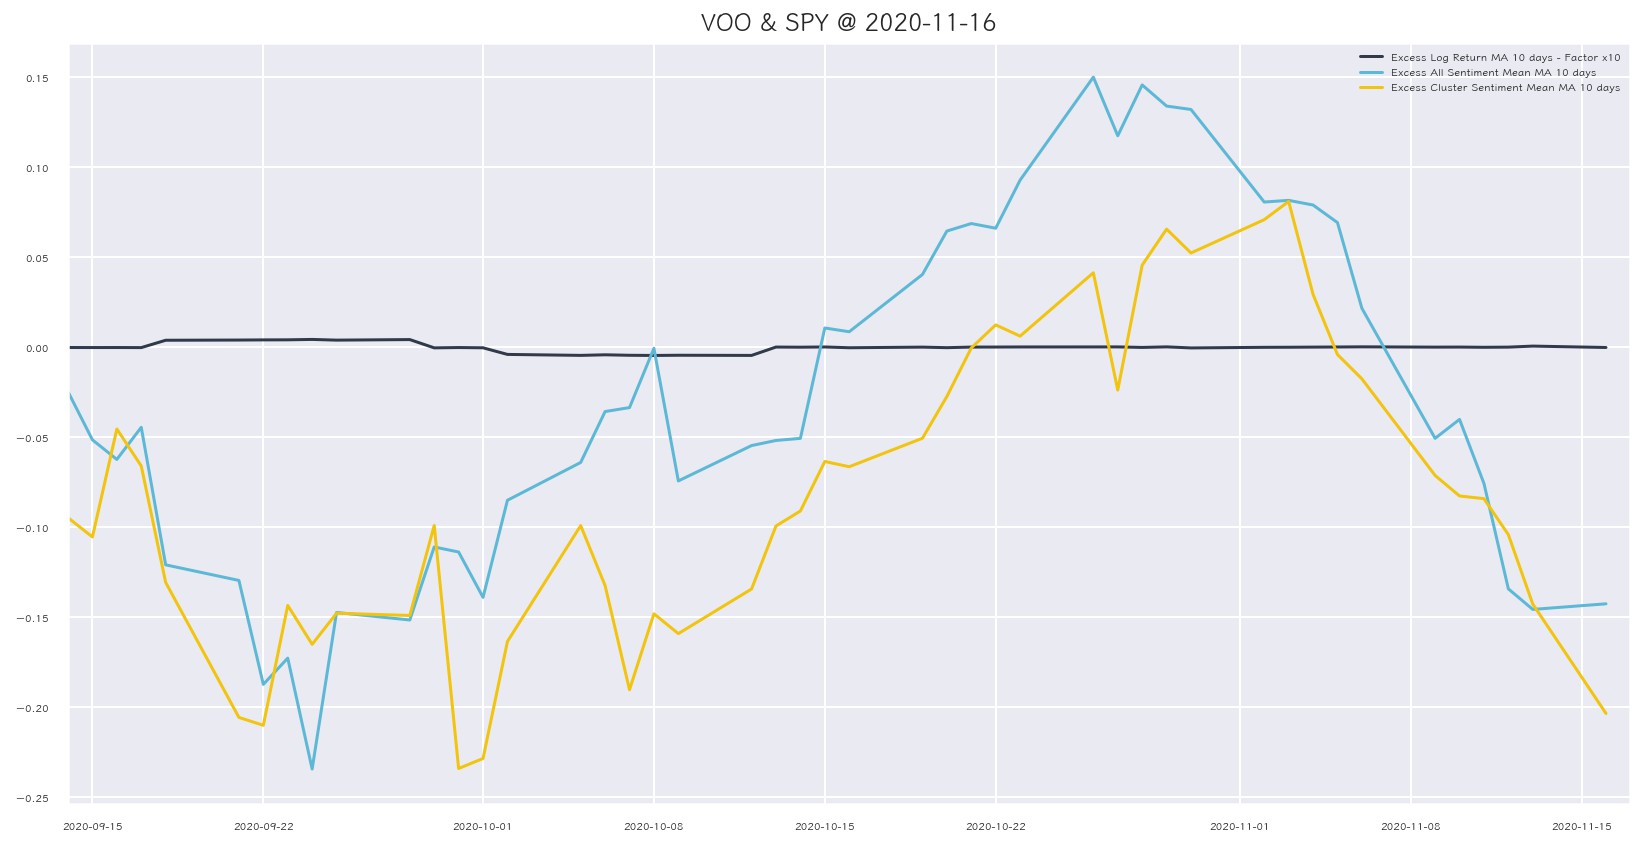 VOO & SPY @ 2020-11-16
Excess Log Return MA 10 days - Factor x10
Excess All Sentiment Mean MA 10 days
Excess Cluster Sentiment Mean MA 10 days
0.15
0.10
0.05
0.00
−0.05
−0.10
−0.15
−0.20
−0.25
2020-09-15 2020-09-22 2020-10-01 2020-10-08 2020-10-15 2020-10-22 2020-11-01 2020-11-08 2020-11-15